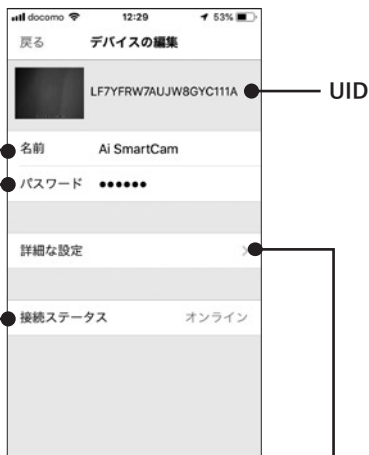 docomo 12:29 53%
戻る デバイスの編集
LF7YFRW7AUJW8GYC111A UID
名前 Ai SmartCam
パスワード ●●●●●●
詳細な設定 >
接続ステータス オンライン